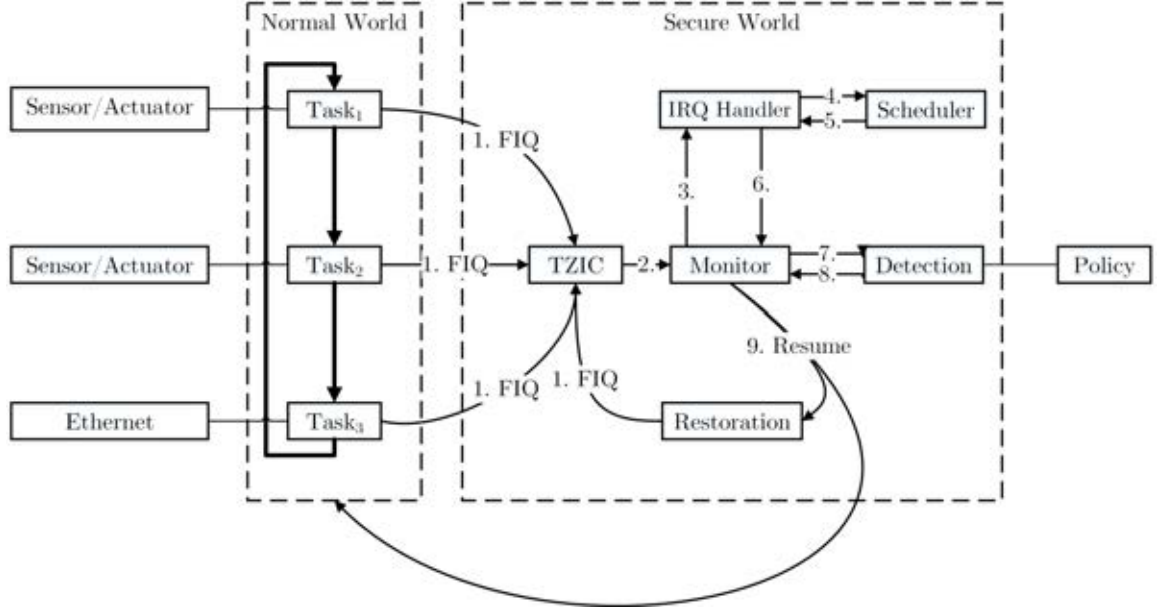 Normal World
Secure World
Sensor/Actuator
Task1
1. FIQ
IRQ Handler
4.
5.
Scheduler
3.
6.
Sensor/Actuator
Task2
1. FIQ
TZIC
2.
Monitor
7.
8.
Detection
Policy
9. Resume
1. FIQ
1. FIQ
Ethernet
Task3
Restoration